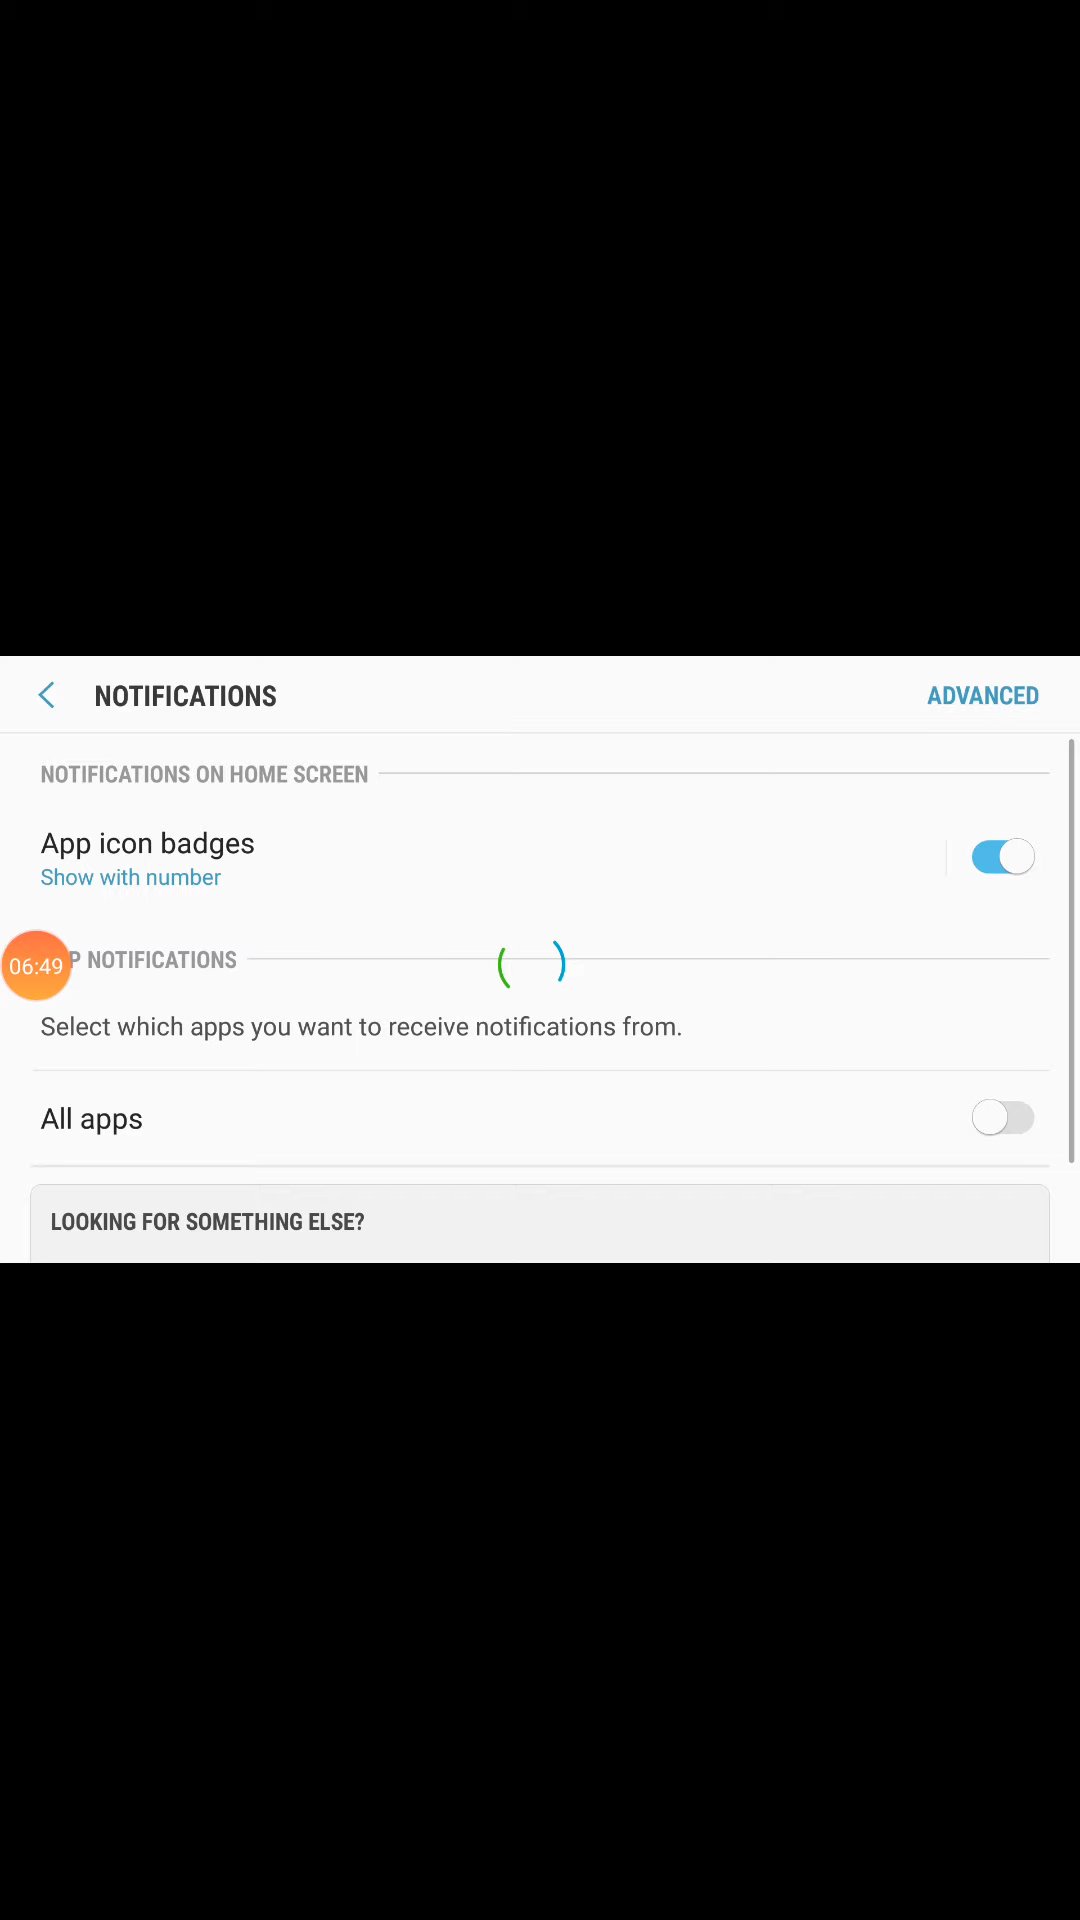 NOTIFICATIONS
ADVANCED
NOTIFICATIONS ON HOME SCREEN
App icon badges
Show with number
06:49
P NOTIFICATIONS
Select which apps you want to receive notifications from.
All apps
LOOKING FOR SOMETHING ELSE?